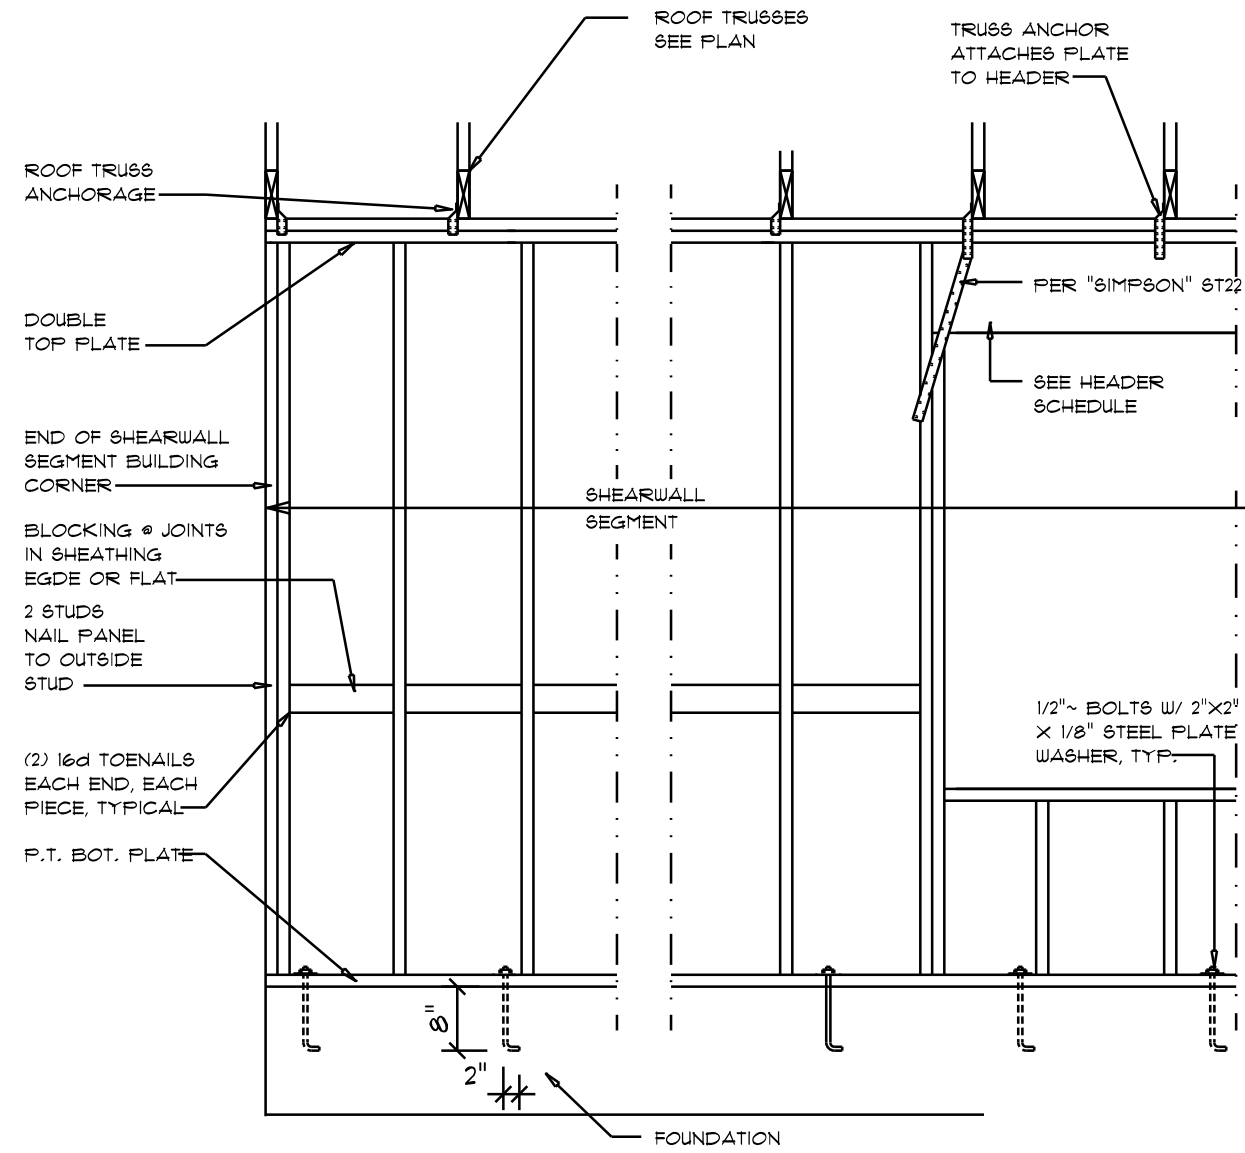 ROOF TRUSSES
SEE PLAN
TRUSS ANCHOR
ATTACHES PLATE
TO HEADER
ROOF TRUSS
ANCHORAGE
PER "SIMPSON" ST22
DOUBLE
TOP PLATE
SEE HEADER
SCHEDULE
END OF SHEARWALL
SEGMENT BUILDING
CORNER
SHEARWALL
SEGMENT
BLOCKING @ JOINTS
IN SHEATHING
EGDE OR FLAT
2 STUDS
NAIL PANEL
TO OUTSIDE
STUD
1/2"~ BOLTS W/ 2"X2"
X 1/8" STEEL PLATE
WASHER, TYP.
(2) 16d TOENAILS
EACH END, EACH
PIECE, TYPICAL
P.T. BOT. PLATE
8"
2"
FOUNDATION